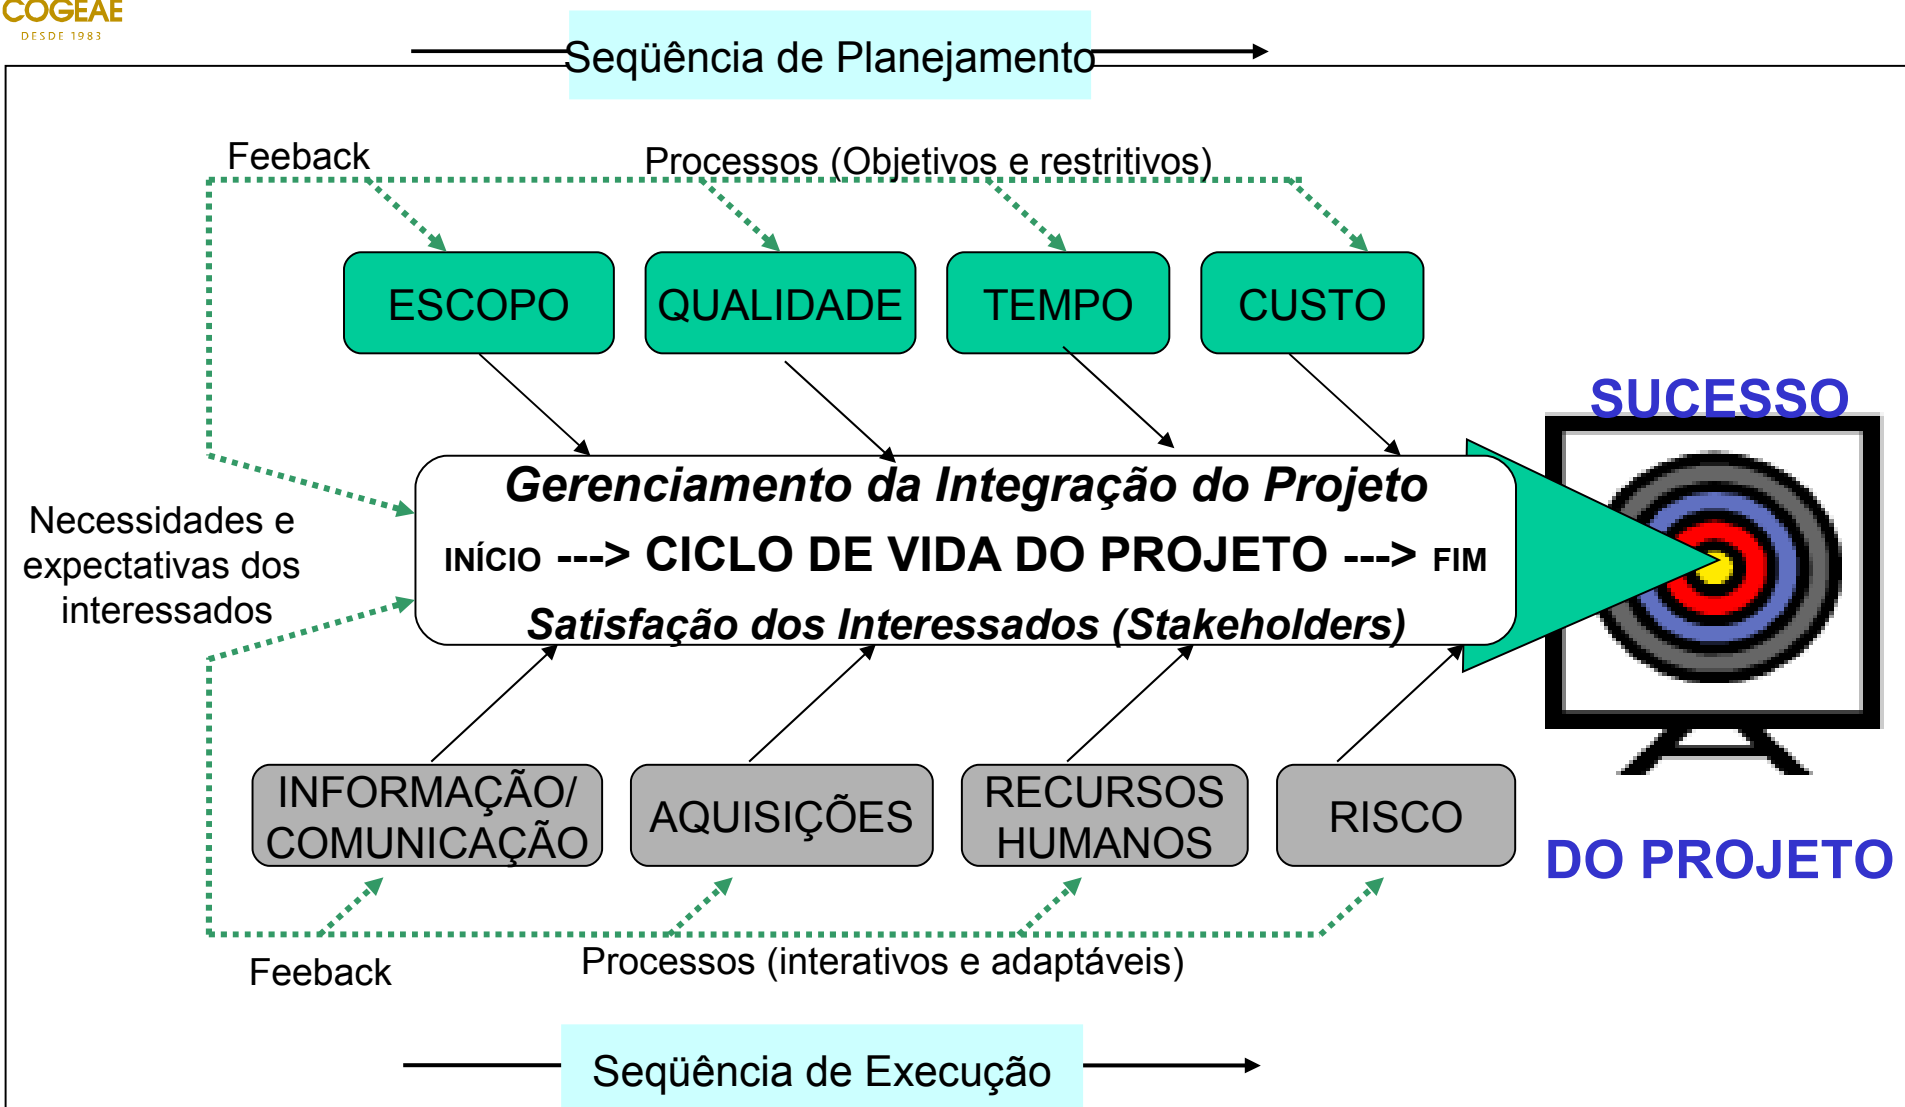 COGEAE
DESDE 1983
Seqüência de Planejamento
Feeback
Processos (Objetivos e restritivos)
ESCOPO
QUALIDADE
TEMPO
CUSTO
SUCESSO
Gerenciamento da Integração do Projeto
Necessidades e
expectativas dos
interessados
INÍCIO ---> CICLO DE VIDA DO PROJETO ---> FIM
Satisfação dos Interessados (Stakeholders)
INFORMAÇÃO/
COMUNICAÇÃO
AQUISIÇÕES
RECURSOS
HUMANOS
RISCO
DO PROJETO
Feeback
Processos (interativos e adaptáveis)
Seqüência de Execução